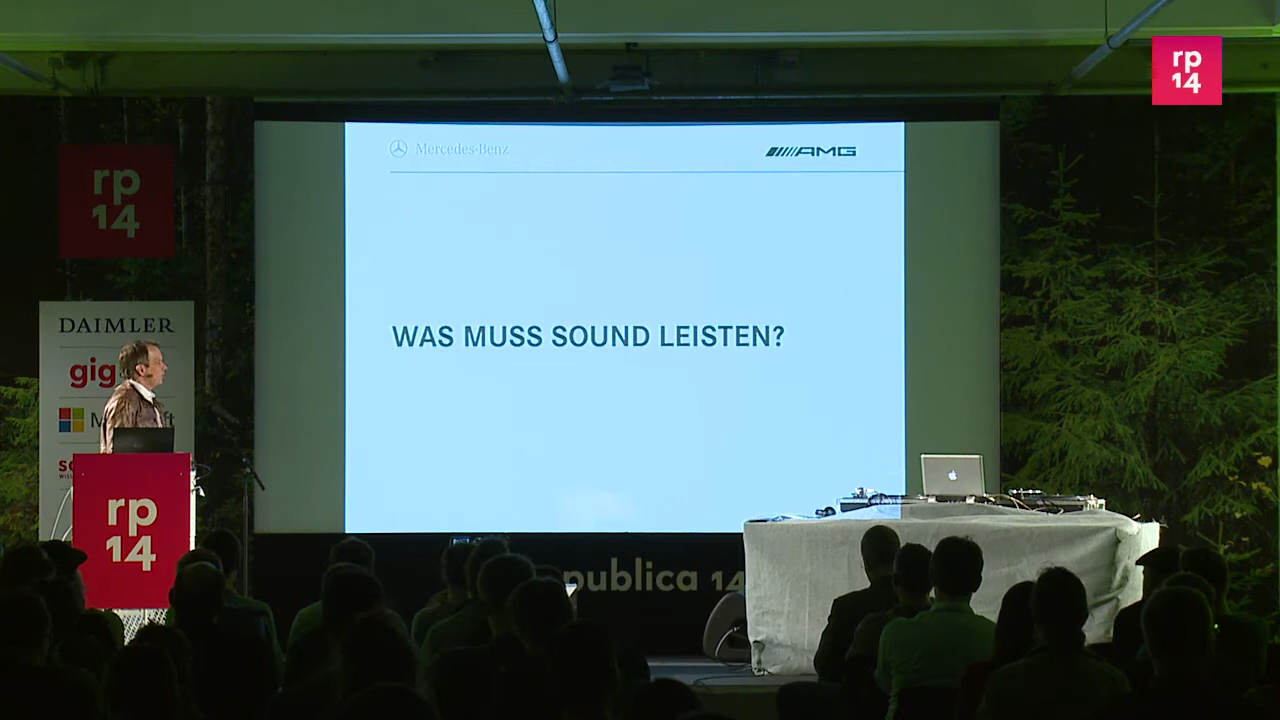 rp
14
Mercedes-Benz
AMG
rp
14
WAS MUSS SOUND LEISTEN?
DAIMLER
gig
rp
14
publica 14